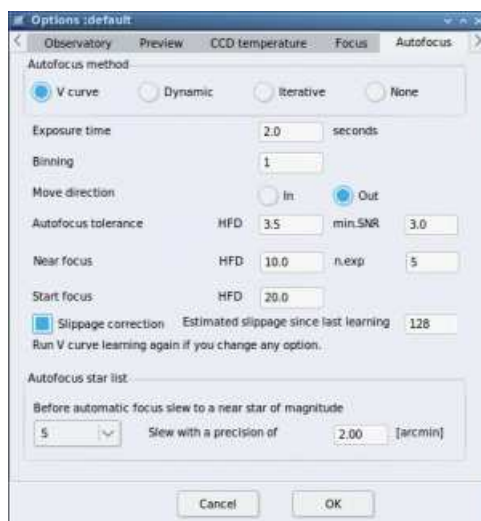 Options :default
Observatory Preview CCD temperature Focus Autofocus
Autofocus method
V curve Dynamic Iterative None
Exposure time 2.0 seconds
Binning 1
Move direction In Out
Autofocus tolerance HFD 3.5 min.SNR 3.0
Near focus HFD 10.0 n.exp 5
Start focus HFD 20.0
Slippage correction Estimated slippage since last learning 128
Run V curve learning again if you change any option.
Autofocus star list
Before automatic focus slew to a near star of magnitude
5 Slew with a precision of 2.00 [arcmin]
Cancel OK